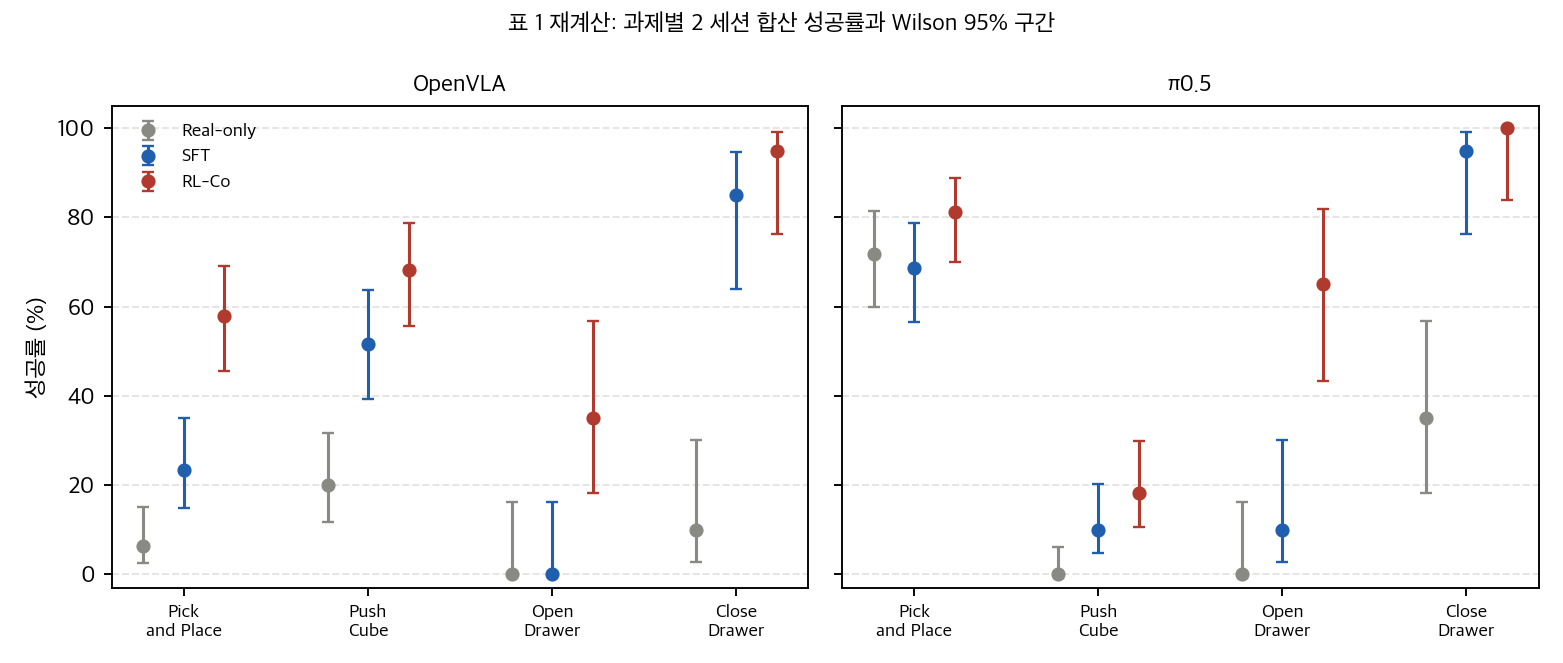 표 1 재계산: 과제별 2 세션 합산 성공률과 Wilson 95% 구간
OpenVLA
π0.5
성공률 (%)
100
80
60
40
20
0
Real-only
SFT
RL-Co
Pick
and Place
Push
Cube
Open
Drawer
Close
Drawer
Pick
and Place
Push
Cube
Open
Drawer
Close
Drawer